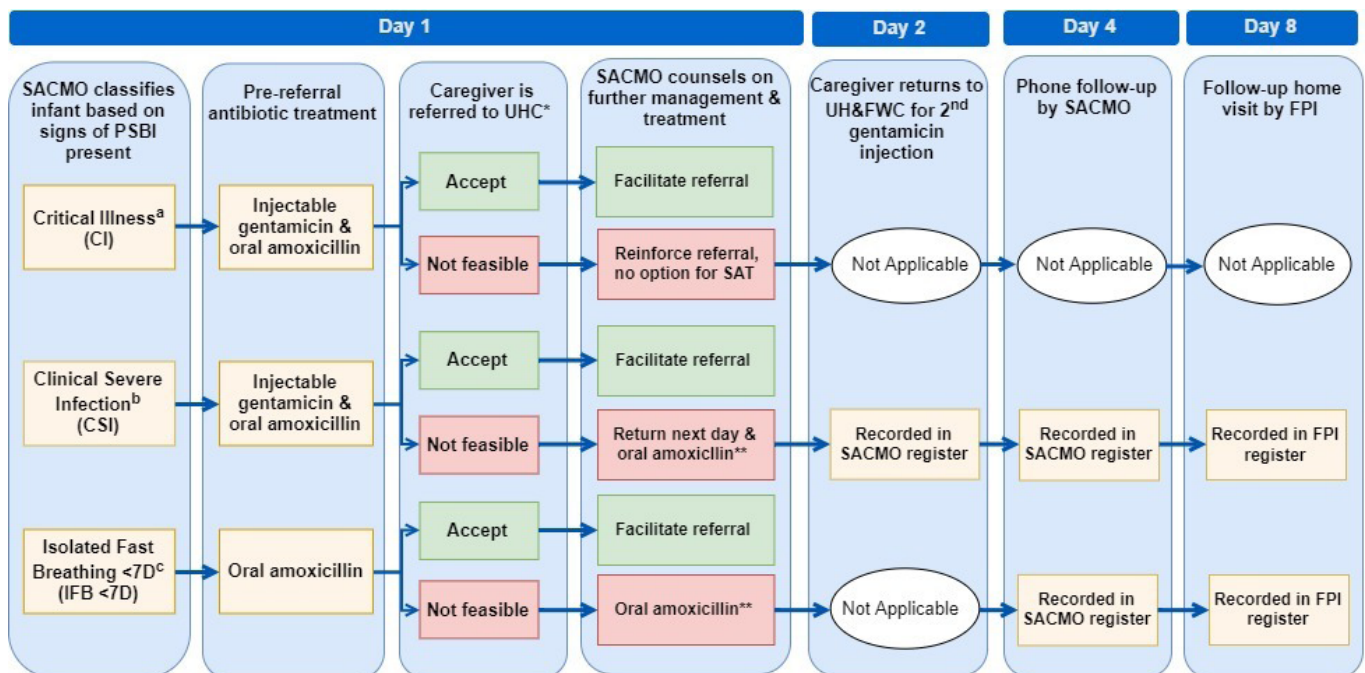 Day 1
Day 2
Day 4
Day 8
SACMO classifies
infant based on
signs of PSBI
present
Pre-referral
antibiotic treatment
Caregiver is
referred to UHC*
SACMO counsels on
further management &
treatment
Caregiver returns to
UH&FWC for 2nd
gentamicin
injection
Phone follow-up
by SACMO
Follow-up home
visit by FPI
Critical Illnessa
(CI)
Injectable
gentamicin &
oral amoxicillin
Accept
Facilitate referral
Not feasible
Reinforce referral,
no option for SAT
Not Applicable
Not Applicable
Not Applicable
Clinical Severe
Infectionb
(CSI)
Injectable
gentamicin &
oral amoxicillin
Accept
Facilitate referral
Not feasible
Return next day &
oral amoxicllin**
Recorded in
SACMO register
Recorded in
SACMO register
Recorded in FPI
register
Isolated Fast
Breathing <7Dc
(IFB <7D)
Oral amoxicillin
Accept
Facilitate referral
Not feasible
Oral amoxicillin**
Not Applicable
Recorded in
SACMO register
Recorded in FPI
register